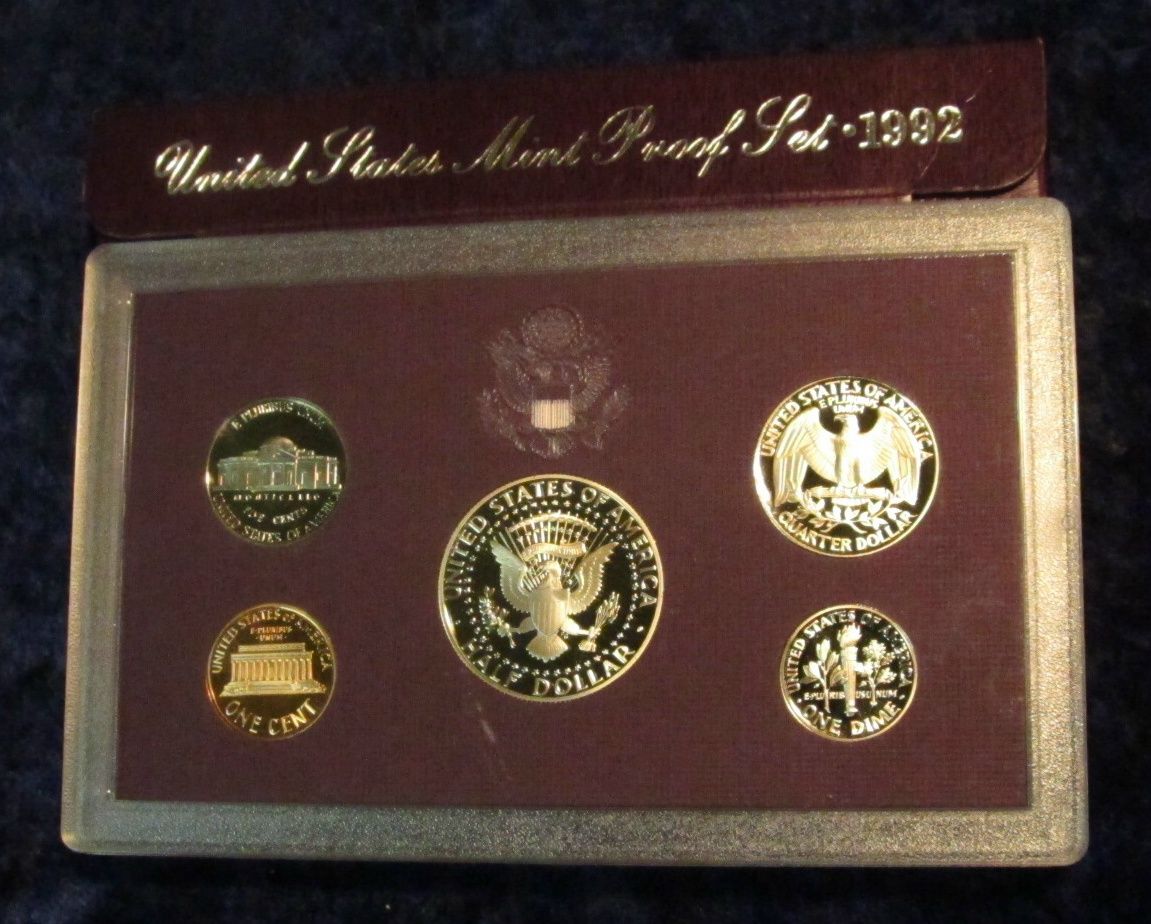 United States Mint Proof Set · 1992
E PLURIBUS UNUM
MONTICELLO
FIVE CENTS
UNITED STATES OF AMERICA
UNITED STATES OF AMERICA
E·PLURIBUS
UNUM
QUARTER DOLLAR
UNITED STATES OF AMERICA
HALF DOLLAR
UNITED STATES OF AMERICA
E·PLURIBUS·
UNUM
ONE CENT
UNITED STATES OF AMERICA
E·PLURIBUS UNUM
· ONE DIME ·